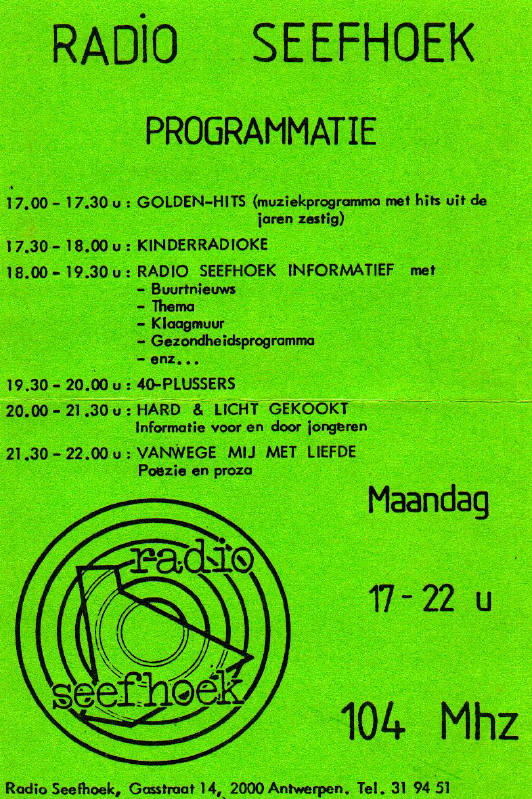 RADiO SEEFHOEK
PROGRAMMATIE
17.00 - 17.30 u : GOLDEN-HITS (muziekprogramma met hits uit de
jaren zestig)
17.30 - 18.00 u : KINDERRADIOKE
18.00 - 19.30 u : RADIO SEEFHOEK INFORMATIEF met
- Buurtnieuws
- Thema
- Klaagmuur
- Gezondheidsprogramma
- enz...
19.30 - 20.00 u : 40-PLUSSERS
20.00 - 21.30 u : HARD & LICHT GEKOOKT
Informatie voor en door jongeren
21.30 - 22.00 u : VANWEGE MIJ MET LIEFDE
Poëzie en proza
Maandag
17 - 22 u
104 Mhz
radio
seefhoek
Radio Seefhoek, Gasstraat 14, 2000 Antwerpen. Tel. 31 94 51